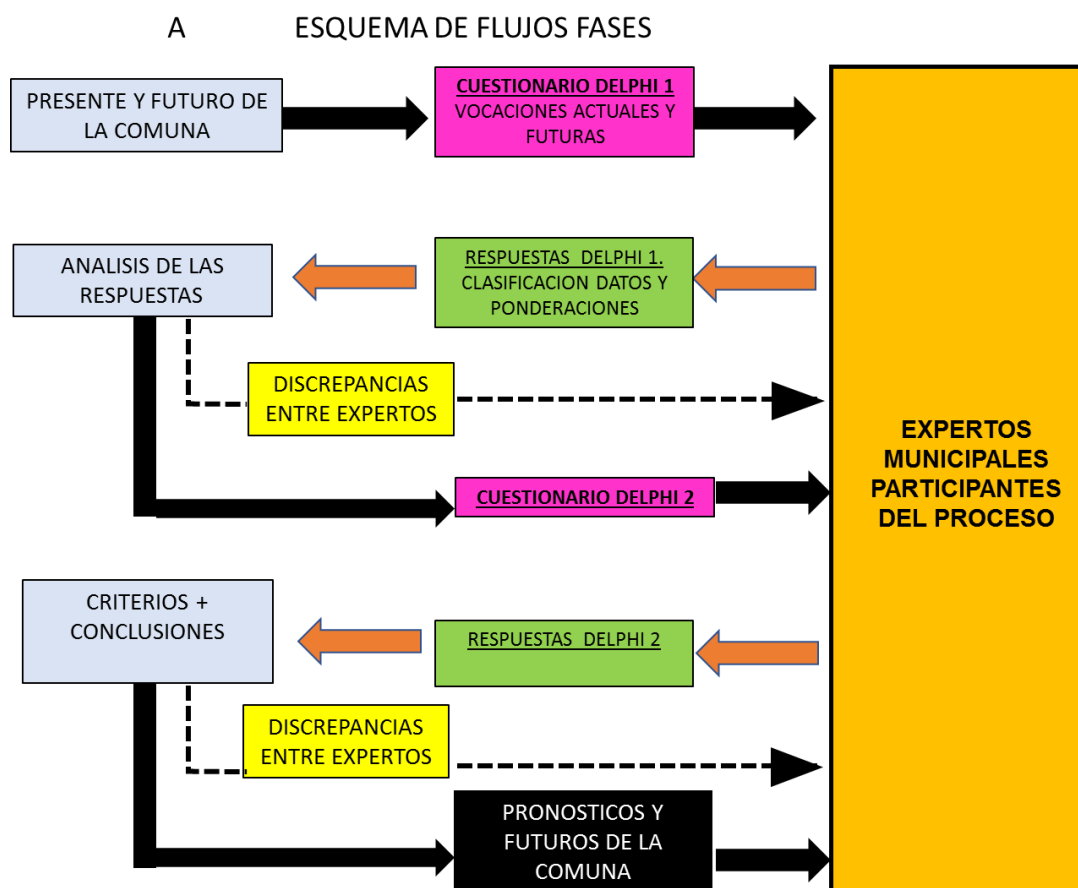 A ESQUEMA DE FLUJOS FASES
PRESENTE Y FUTURO DE
LA COMUNA
CUESTIONARIO DELPHI 1
VOCACIONES ACTUALES Y
FUTURAS
ANALISIS DE LAS
RESPUESTAS
RESPUESTAS DELPHI 1.
CLASIFICACION DATOS Y
PONDERACIONES
DISCREPANCIAS
ENTRE EXPERTOS
CUESTIONARIO DELPHI 2
EXPERTOS
MUNICIPALES
PARTICIPANTES
DEL PROCESO
CRITERIOS +
CONCLUSIONES
RESPUESTAS DELPHI 2
DISCREPANCIAS
ENTRE EXPERTOS
PRONOSTICOS Y
FUTUROS DE LA
COMUNA